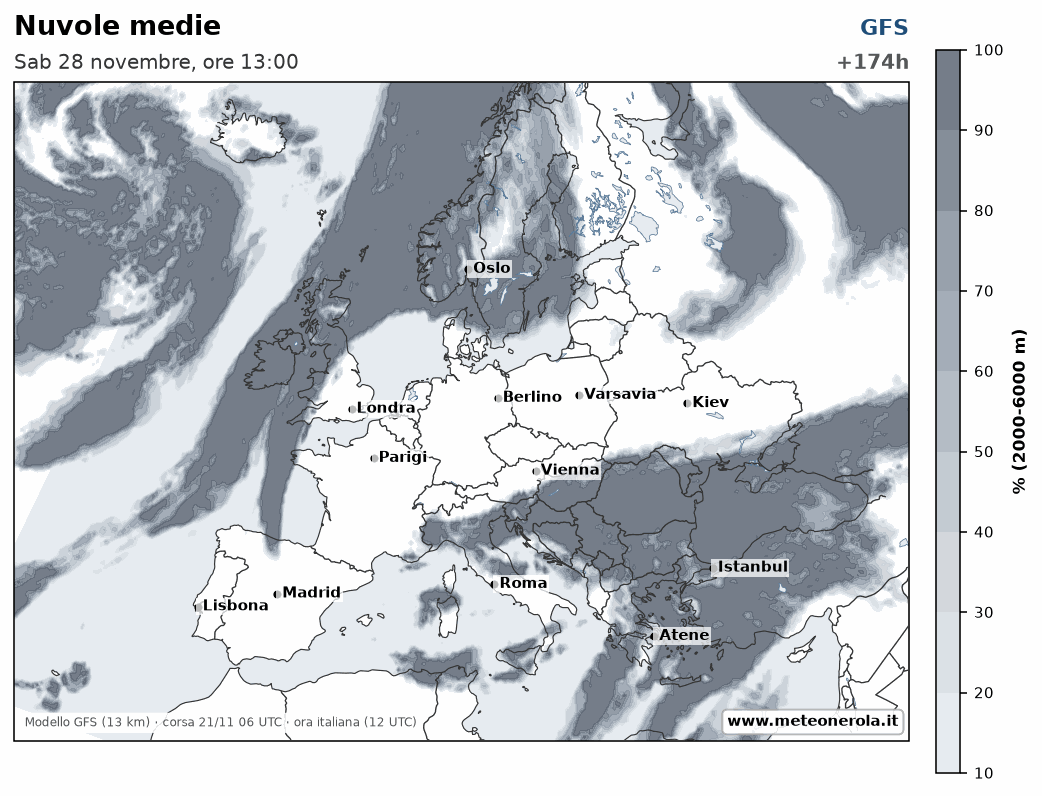 Nuvole medie
GFS
Sab 28 novembre, ore 13:00
+174h
100
90
80
70
60
50
40
30
20
10
% (2000-6000 m)
Oslo
Londra
Berlino
Varsavia
Kiev
Parigi
Vienna
Istanbul
Roma
Madrid
Lisbona
Atene
Modello GFS (13 km) · corsa 21/11 06 UTC · ora italiana (12 UTC)
www.meteonerola.it